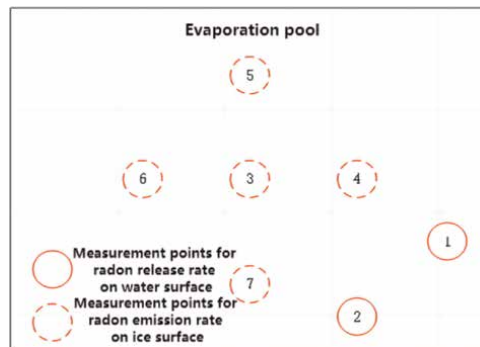 Evaporation pool
5
6
3
4
1
Measurement points for
radon release rate
on water surface
7
2
Measurement points for
radon emission rate
on ice surface